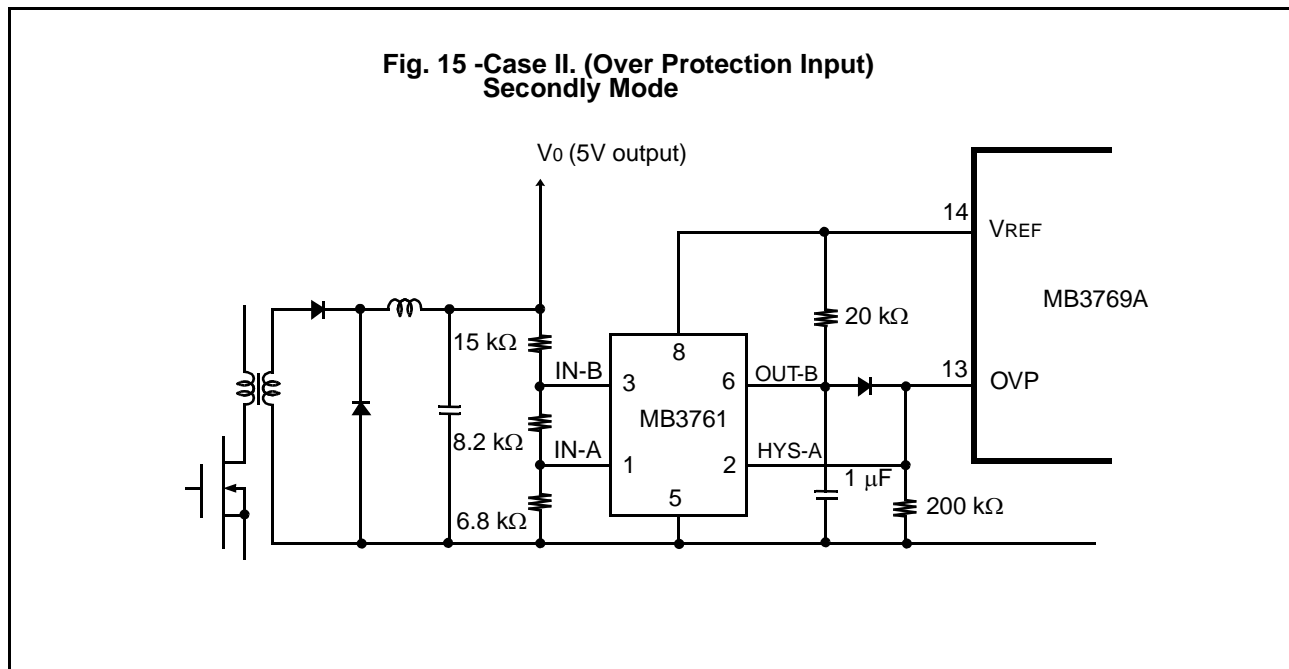 Fig. 15 -Case II. (Over Protection Input)
Secondly Mode
V0 (5V output)
14
VREF
MB3769A
20 kΩ
15 kΩ
8
IN-B
3
6
OUT-B
13
OVP
MB3761
8.2 kΩ
IN-A
1
2
HYS-A
1 μF
5
6.8 kΩ
200 kΩ